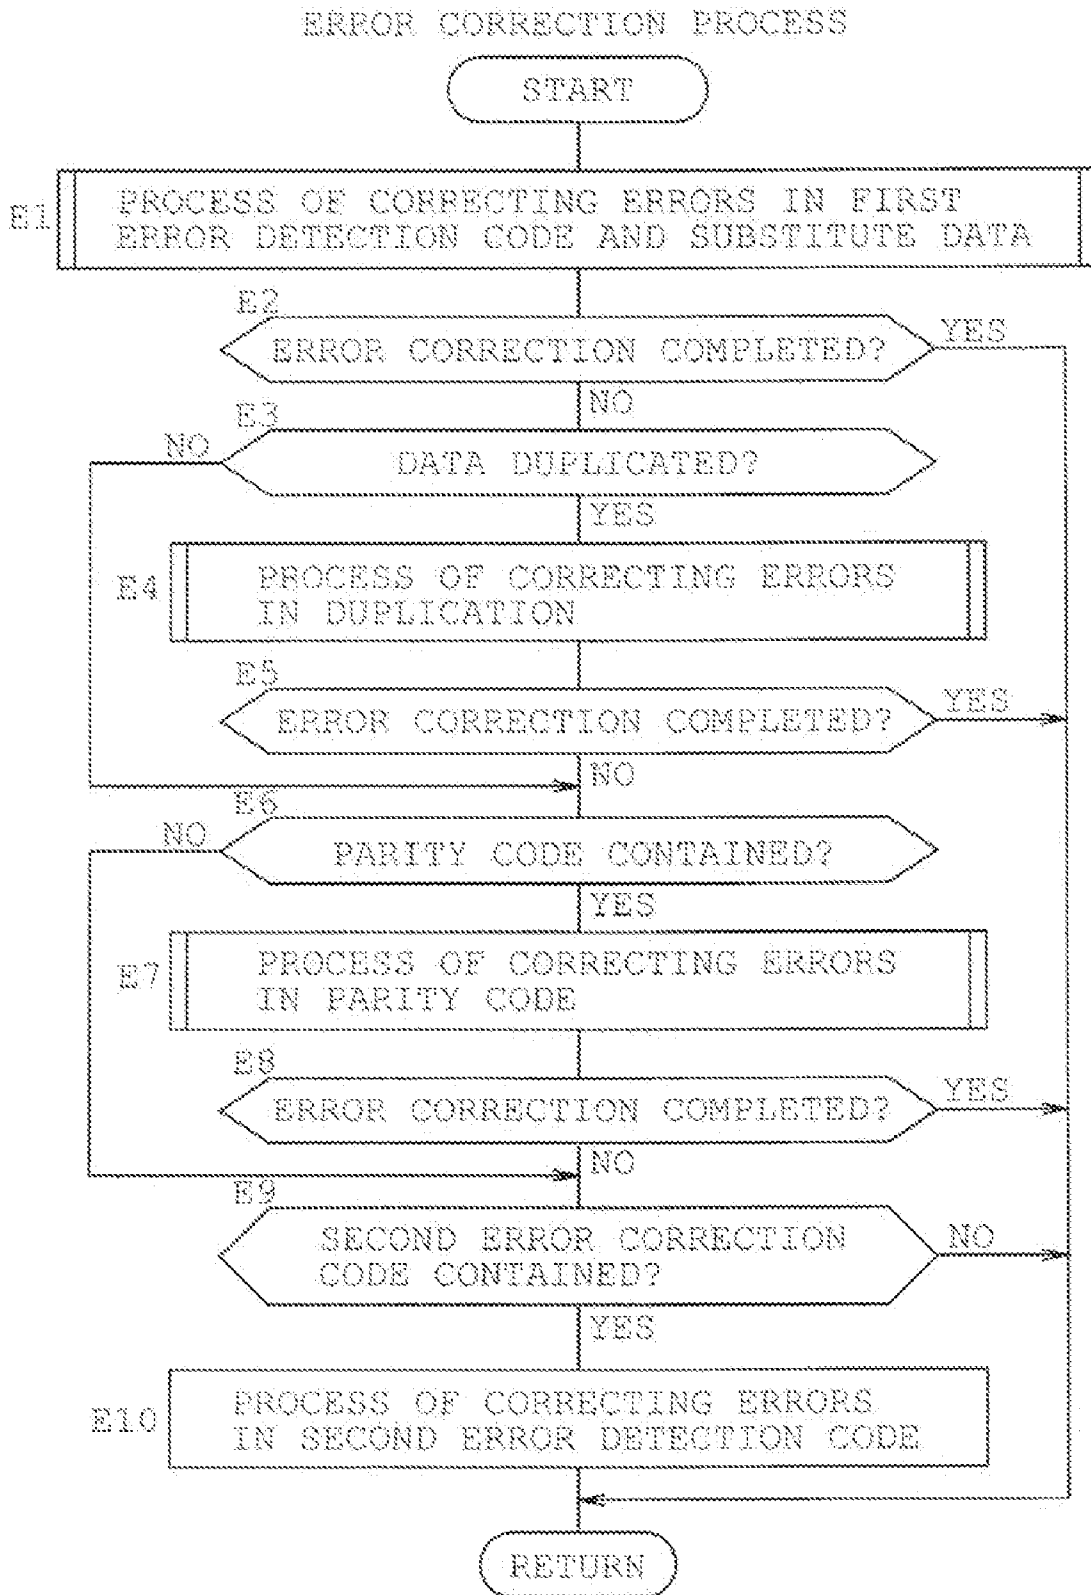 ERROR CORRECTION PROCESS
START
E1
PROCESS OF CORRECTING ERRORS IN FIRST
ERROR DETECTION CODE AND SUBSTITUTE DATA
E2
ERROR CORRECTION COMPLETED?
YES
NO
E3
NO
DATA DUPLICATED?
YES
E4
PROCESS OF CORRECTING ERRORS
IN DUPLICATION
E5
ERROR CORRECTION COMPLETED?
YES
NO
E6
NO
PARITY CODE CONTAINED?
YES
E7
PROCESS OF CORRECTING ERRORS
IN PARITY CODE
E8
ERROR CORRECTION COMPLETED?
YES
NO
E9
SECOND ERROR CORRECTION
CODE CONTAINED?
NO
YES
E10
PROCESS OF CORRECTING ERRORS
IN SECOND ERROR DETECTION CODE
RETURN